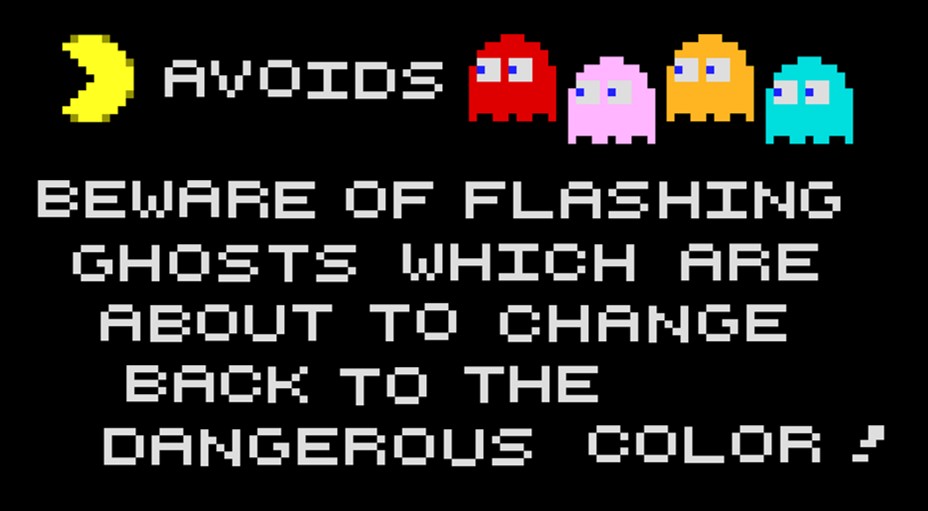 AVOIDS
BEWARE OF FLASHING
GHOSTS WHICH ARE
ABOUT TO CHANGE
BACK TO THE
DANGEROUS COLOR!